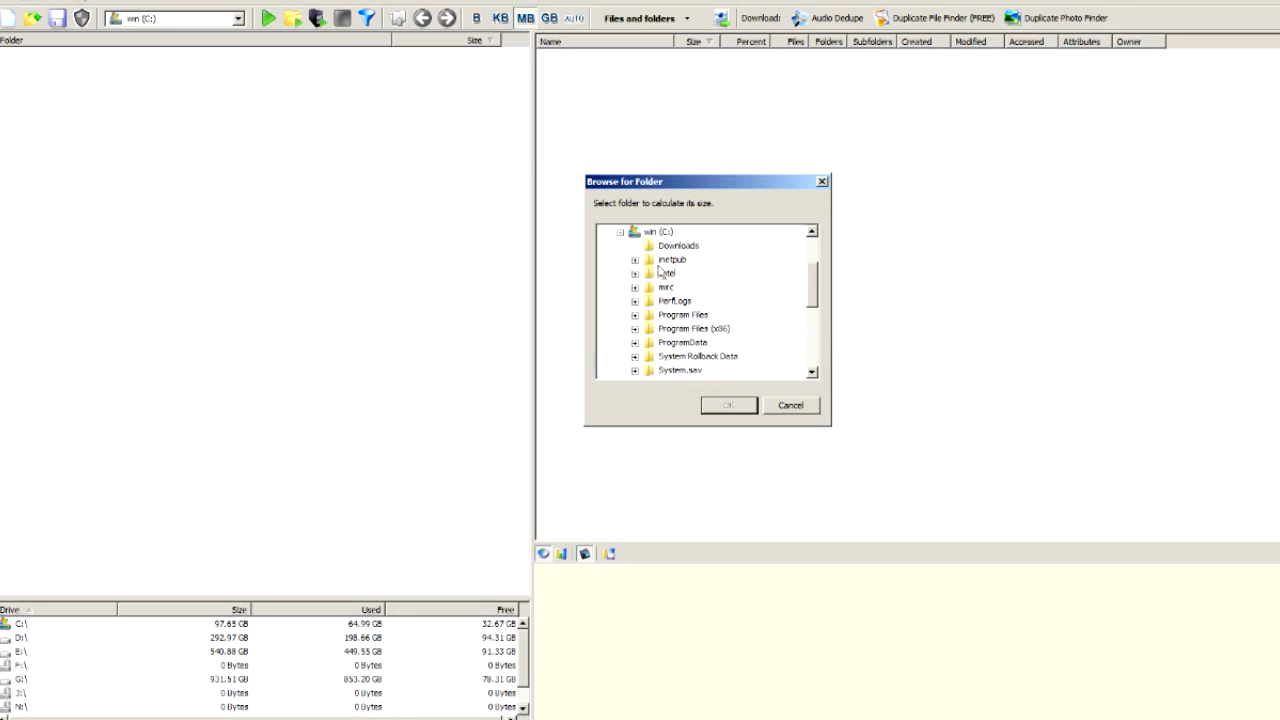 win (C:) B KB MB GB AUTO Files and folders Download: Audio Dedupe Duplicate File Finder (FREE) Duplicate Photo Finder
Folder Size Name Size Percent Files Folders Subfolders Created Modified Accessed Attributes Owner
Browse for Folder
Select folder to calculate its size.
win (C:)
Downloads
inetpub
Intel
mirc
PerfLogs
Program Files
Program Files (x86)
ProgramData
System Rollback Data
System.sav
OK Cancel
Drive Size Used Free
C:\ 97.65 GB 64.99 GB 32.67 GB
D:\ 292.97 GB 198.66 GB 94.31 GB
E:\ 540.88 GB 449.55 GB 91.33 GB
F:\ 0 Bytes 0 Bytes 0 Bytes
G:\ 931.51 GB 853.20 GB 78.31 GB
J:\ 0 Bytes 0 Bytes 0 Bytes
N:\ 0 Bytes 0 Bytes 0 Bytes